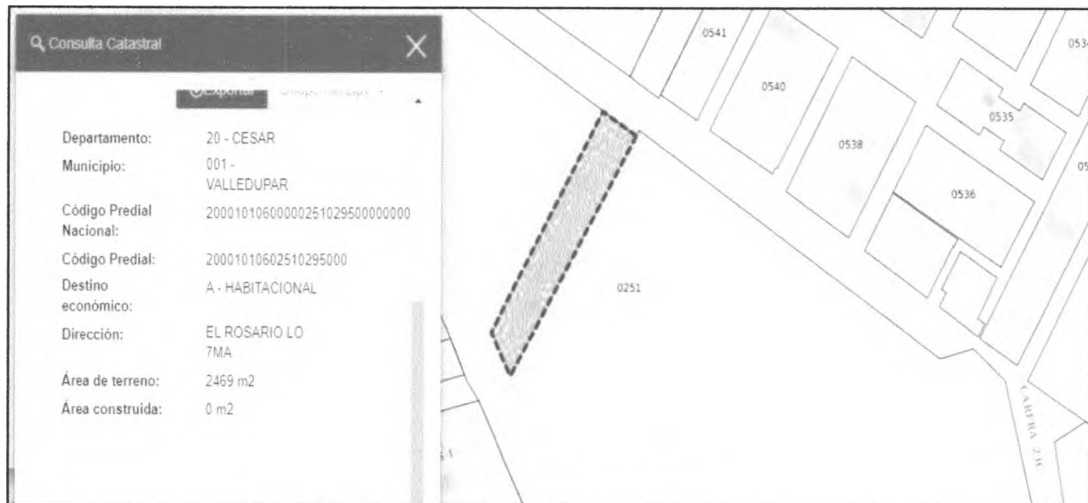 Consulta Catastral
Exportar
Departamento: 20 - CESAR
Municipio: 001 -
VALLEDUPAR
Código Predial
Nacional: 200010106000002510295000000000
Código Predial: 20001010602510295000
Destino
económico: A - HABITACIONAL
Dirección: EL ROSARIO LO
7MA
Área de terreno: 2469 m2
Área construida: 0 m2
0541
0540
0538
0534
0535
0536
0251